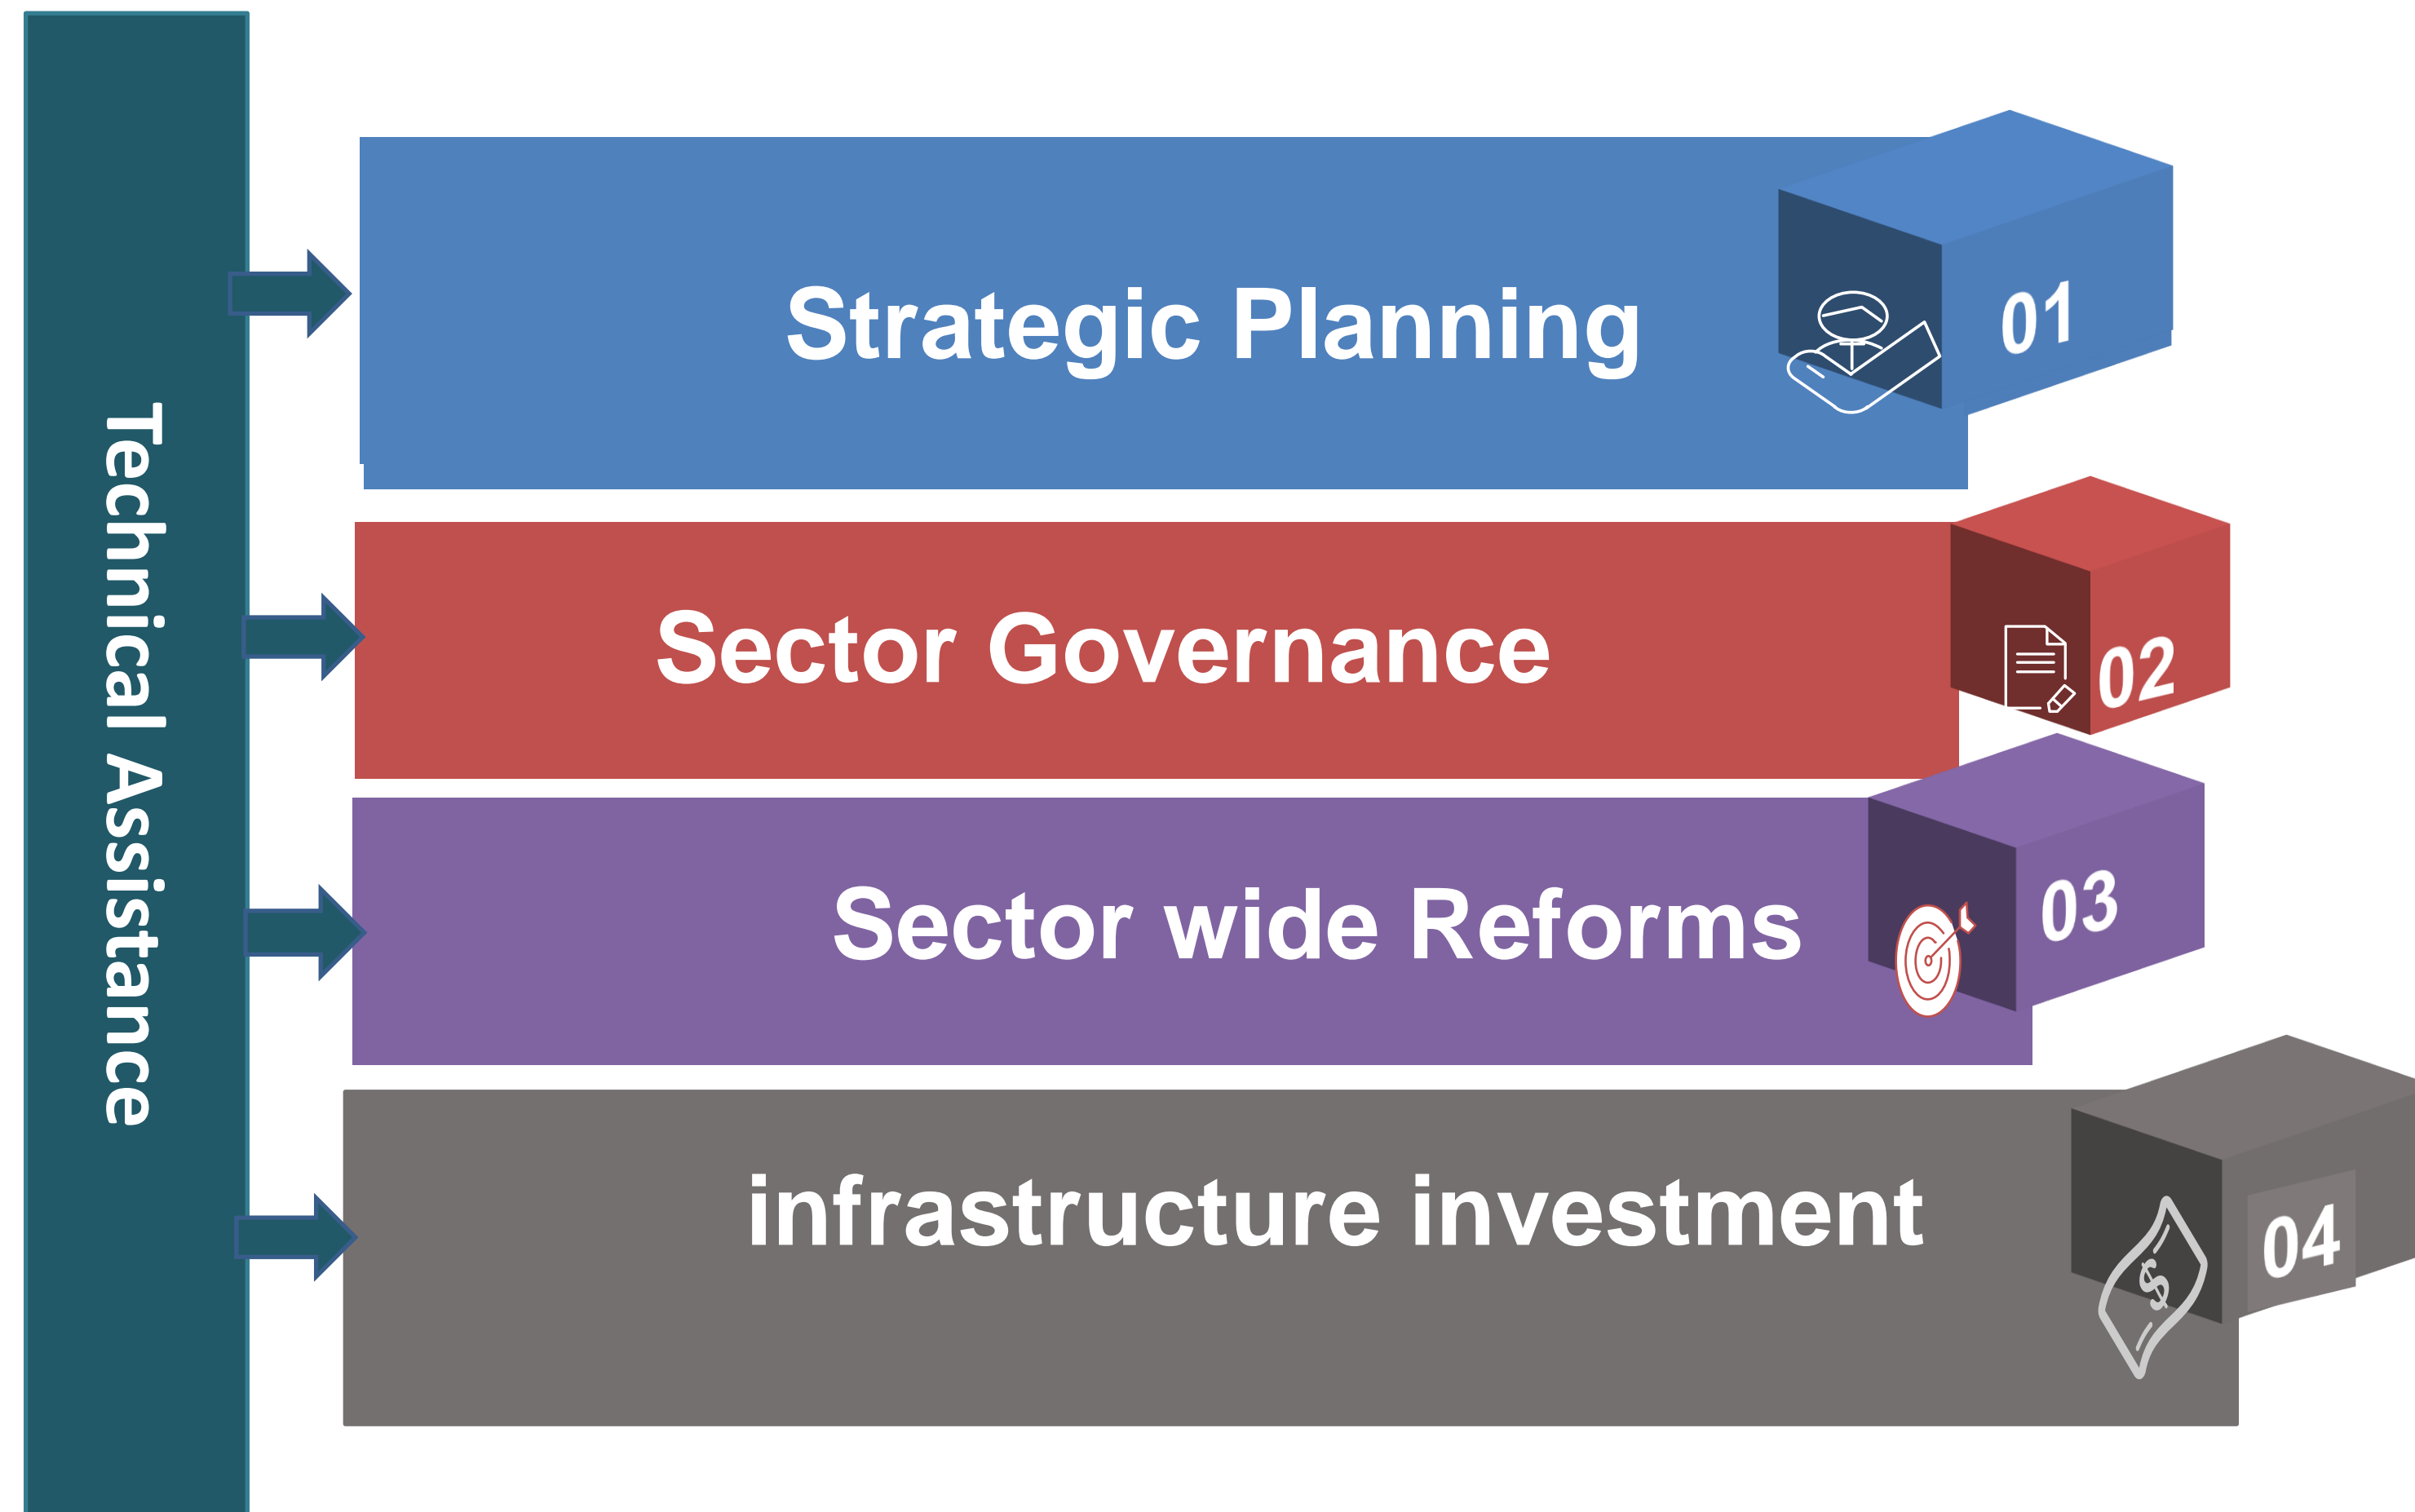 Technical Assistance
Strategic Planning
01
Sector Governance
02
Sector wide Reforms
03
infrastructure investment
04
$